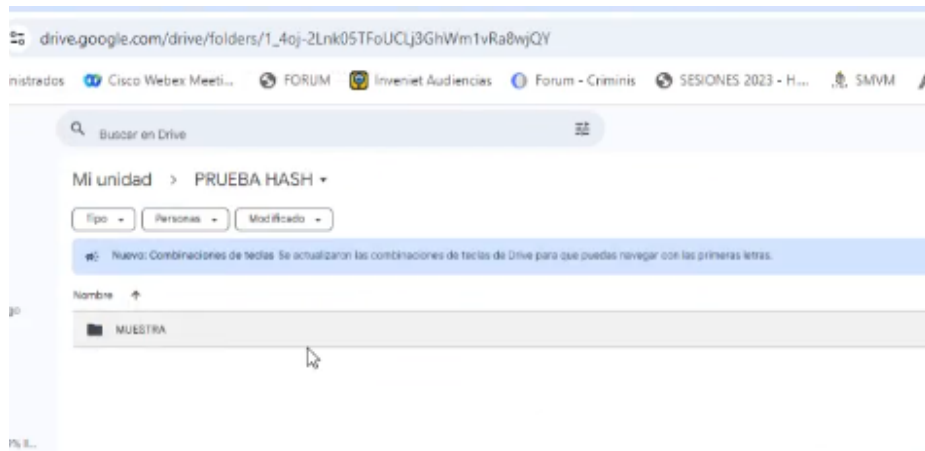 drive.google.com/drive/folders/1_4oj-2Lnk05TFoUCLj3GhWm1vRa8wjQY
nistrados Cisco Webex Meeti... FORUM Inveniet Audiencias Forum - Criminis SESIONES 2023 - H... SMVM
Buscar en Drive
Mi unidad > PRUEBA HASH
Tipo Personas Modificado
Nuevo: Combinaciones de teclas Se actualizaron las combinaciones de teclas de Drive para que puedas navegar con las primeras letras.
Nombre
go
MUESTRA